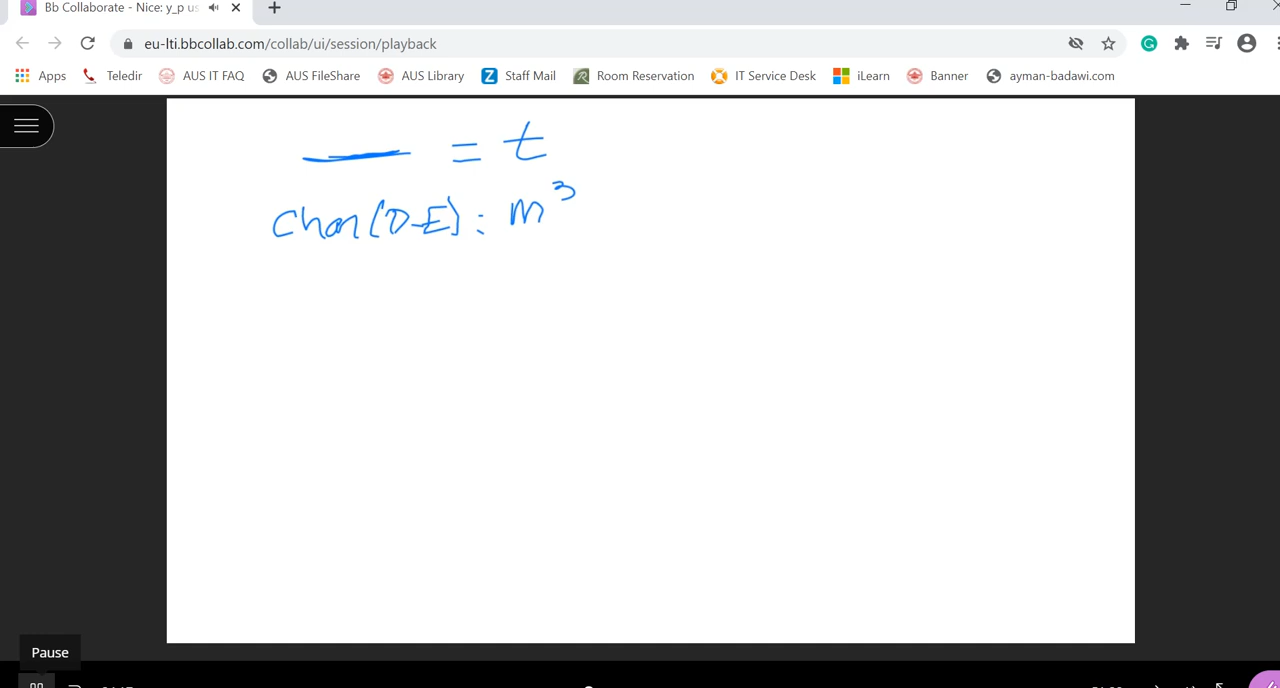 Bb Collaborate - Nice: y_p us
eu-lti.bbcollab.com/collab/ui/session/playback
Apps Teledir AUS IT FAQ AUS FileShare AUS Library Staff Mail Room Reservation IT Service Desk iLearn Banner ayman-badawi.com
= t
Char(D-E): m^3
Pause